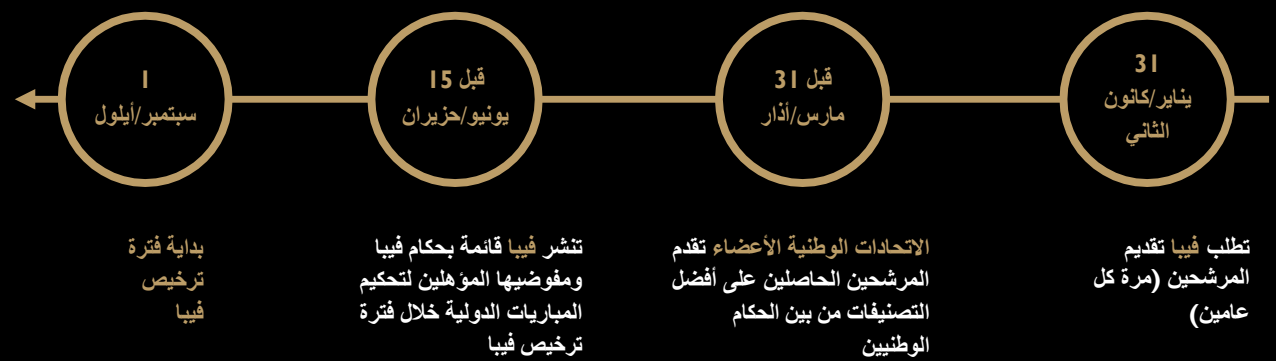 31
يناير/كانون
الثاني
قبل 31
مارس/أذار
قبل 15
يونيو/حزيران
1
سبتمبر/أيلول
تطلب فيبا تقديم
المرشحين (مرة كل
عامين)
الاتحادات الوطنية الأعضاء تقدم
المرشحين الحاصلين على أفضل
التصنيفات من بين الحكام
الوطنيين
تنشر فيبا قائمة بحكام فيبا
ومفوضيها المؤهلين لتحكيم
المباريات الدولية خلال فترة
ترخيص فيبا
بداية فترة
ترخيص
فيبا